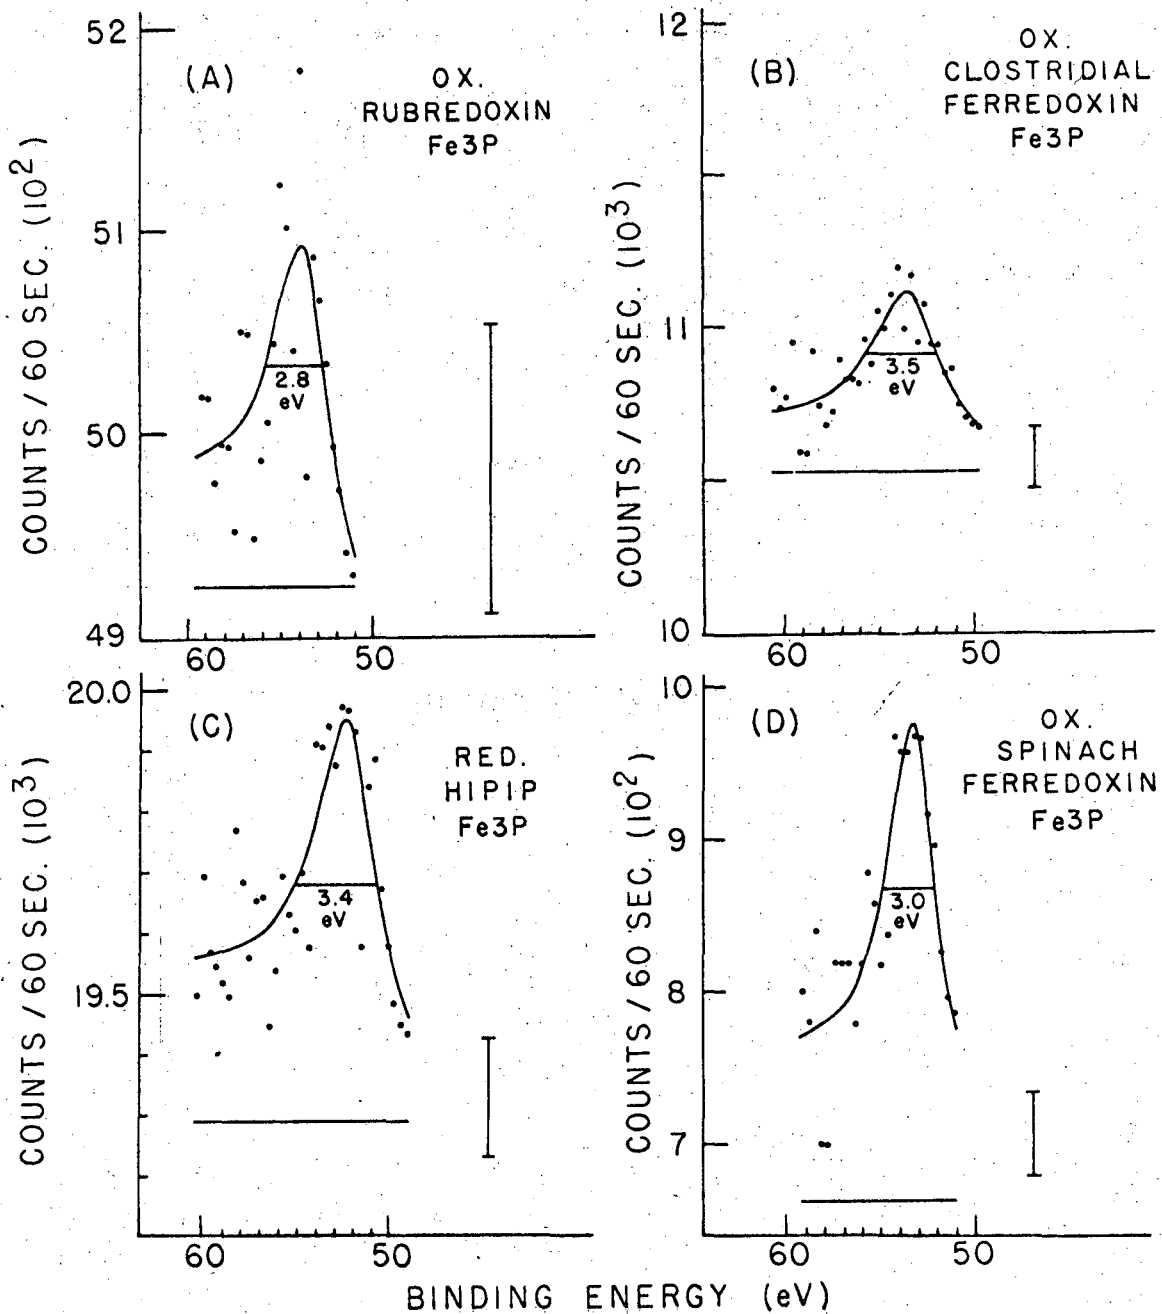 (A)
OX.
RUBREDOXIN
Fe3P
COUNTS / 60 SEC. (10²)
52
51
50
49
2.8
eV
60
50
(B)
OX.
CLOSTRIDIAL
FERREDOXIN
Fe3P
COUNTS / 60 SEC. (10³)
12
11
10
3.5
eV
60
50
(C)
RED.
HIPIP
Fe3P
COUNTS / 60 SEC. (10³)
20.0
19.5
3.4
eV
60
50
(D)
OX.
SPINACH
FERREDOXIN
Fe3P
COUNTS / 60 SEC. (10²)
10
9
8
7
3.0
eV
60
50
BINDING ENERGY (eV)